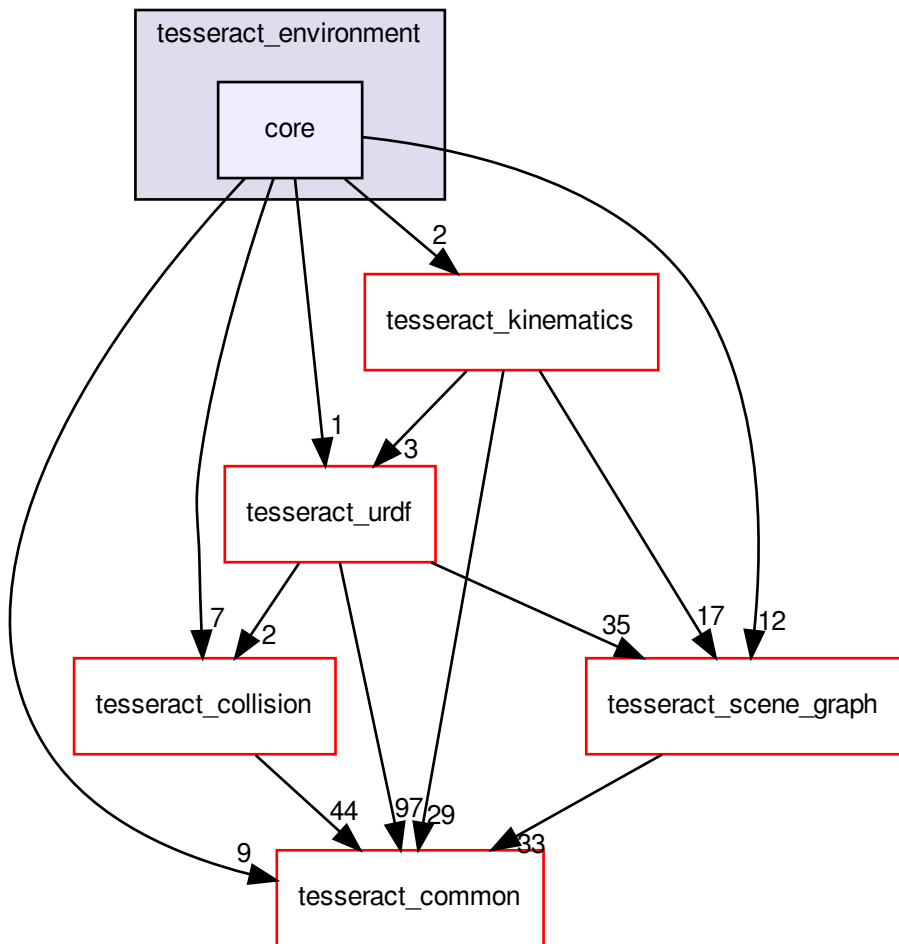 tesseract_environment
core
2
tesseract_kinematics
1
3
tesseract_urdf
7
2
35
17
12
tesseract_collision
tesseract_scene_graph
44
97
29
33
9
tesseract_common